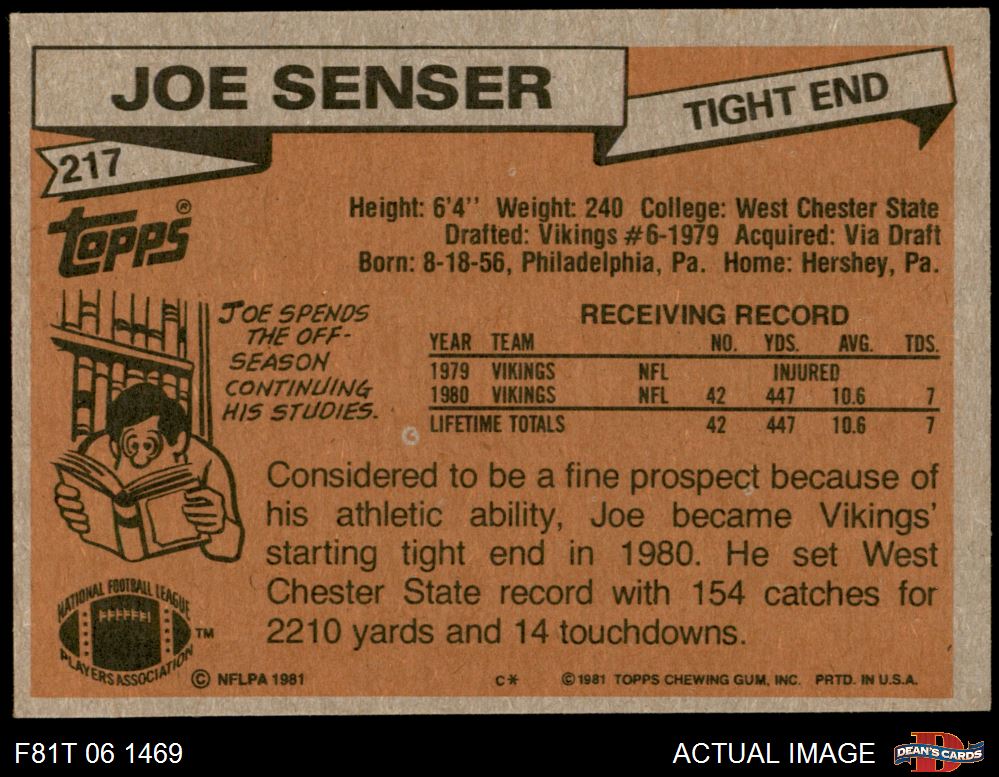 JOE SENSER
TIGHT END
217
topps®
Height: 6'4'' Weight: 240 College: West Chester State
Drafted: Vikings #6-1979 Acquired: Via Draft
Born: 8-18-56, Philadelphia, Pa. Home: Hershey, Pa.
JOE SPENDS
THE OFF-
SEASON
CONTINUING
HIS STUDIES.
RECEIVING RECORD
YEAR TEAM NO. YDS. AVG. TDS.
1979 VIKINGS NFL INJURED
1980 VIKINGS NFL 42 447 10.6 7
LIFETIME TOTALS 42 447 10.6 7
Considered to be a fine prospect because of
his athletic ability, Joe became Vikings'
starting tight end in 1980. He set West
Chester State record with 154 catches for
2210 yards and 14 touchdowns.
NATIONAL FOOTBALL LEAGUE
PLAYERS ASSOCIATION
TM
© NFLPA 1981
C*
© 1981 TOPPS CHEWING GUM, INC. PRTD. IN U.S.A.
F81T 06 1469
ACTUAL IMAGE
D
DEAN'S CARDS